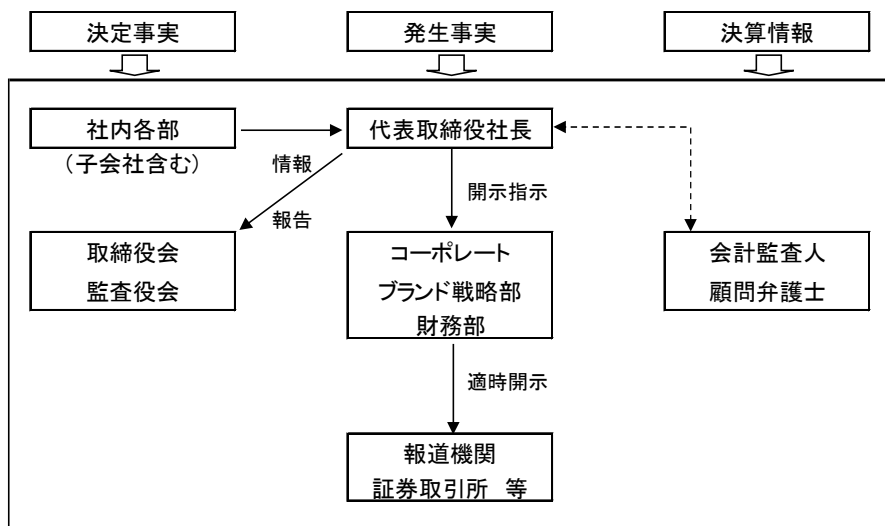 決定事実
発生事実
決算情報
社内各部
(子会社含む)
情報
代表取締役社長
開示指示
報告
取締役会
監査役会
コーポレート
ブランド戦略部
財務部
会計監査人
顧問弁護士
適時開示
報道機関
証券取引所 等